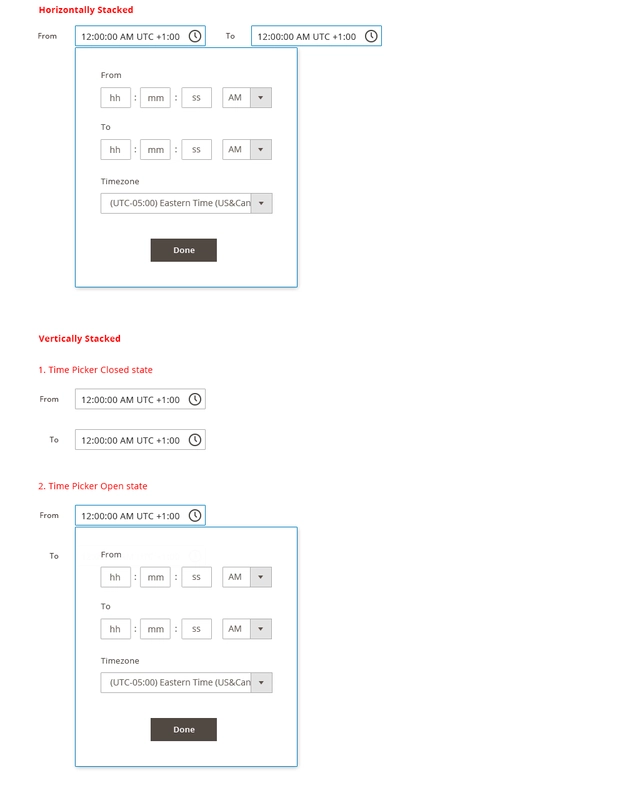 Horizontally Stacked
From 12:00:00 AM UTC +1:00 To 12:00:00 AM UTC +1:00
From
hh : mm : ss AM
To
hh : mm : ss AM
Timezone
(UTC-05:00) Eastern Time (US&Can
Done
Vertically Stacked
1. Time Picker Closed state
From 12:00:00 AM UTC +1:00
To 12:00:00 AM UTC +1:00
2. Time Picker Open state
From 12:00:00 AM UTC +1:00
To
From
hh : mm : ss AM
To
hh : mm : ss AM
Timezone
(UTC-05:00) Eastern Time (US&Can
Done